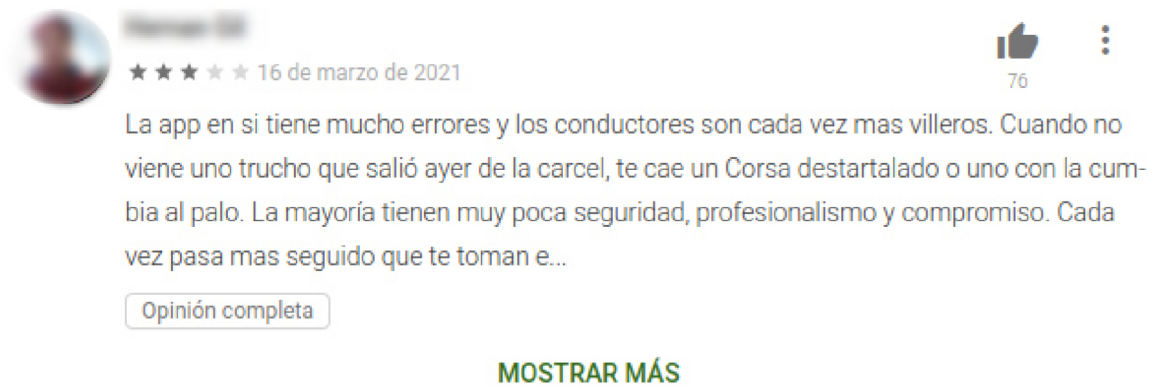 16 de marzo de 2021
76
La app en si tiene mucho errores y los conductores son cada vez mas villeros. Cuando no
viene uno trucho que salió ayer de la carcel, te cae un Corsa destartalado o uno con la cum-
bia al palo. La mayoría tienen muy poca seguridad, profesionalismo y compromiso. Cada
vez pasa mas seguido que te toman e...
Opinión completa
MOSTRAR MÁS